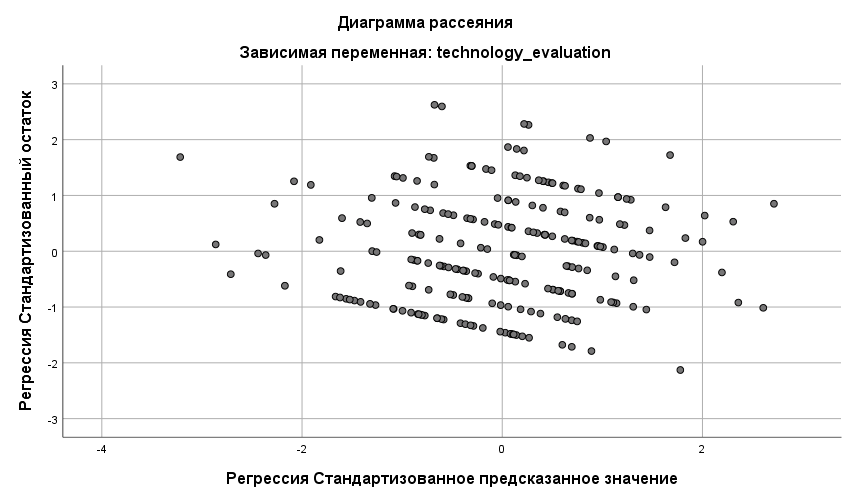 Диаграмма рассеяния
Зависимая переменная: technology_evaluation
Регрессия Стандартизованный остаток
3
2
1
0
-1
-2
-3
-4
-2
0
2
Регрессия Стандартизованное предсказанное значение